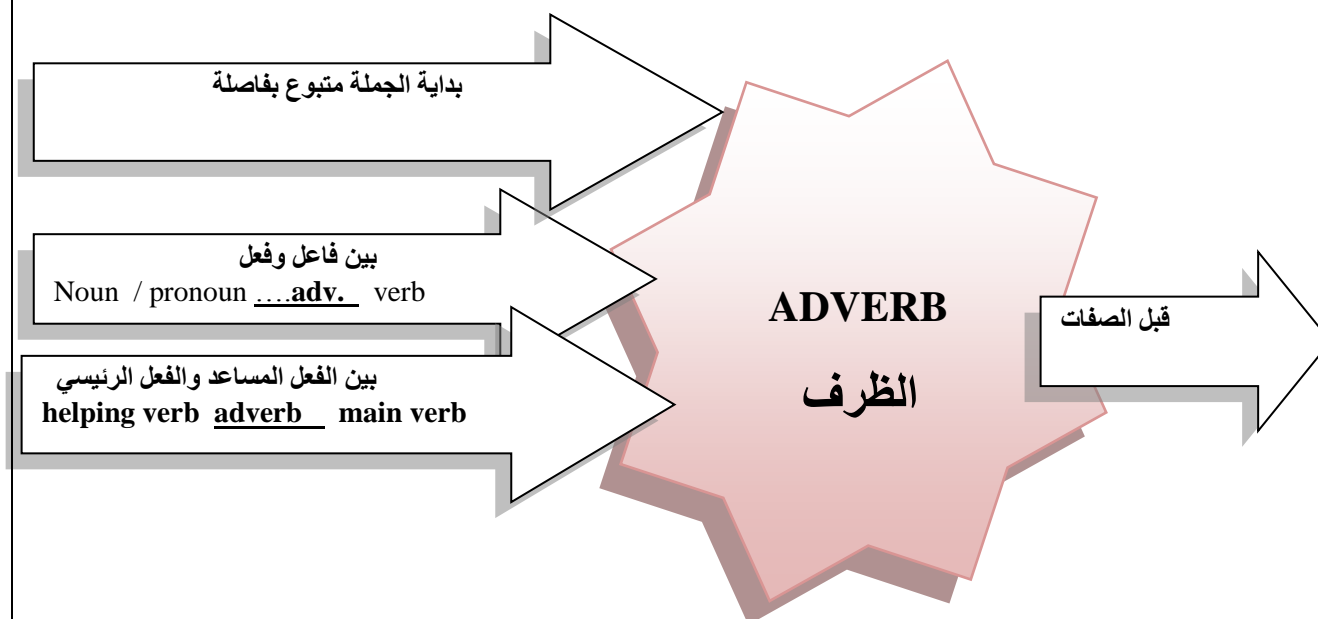 بداية الجملة متبوع بفاصلة
بين فاعل وفعل
Noun / pronoun ….adv. verb
بين الفعل المساعد والفعل الرئيسي
helping verb adverb main verb
ADVERB
الظرف
قبل الصفات